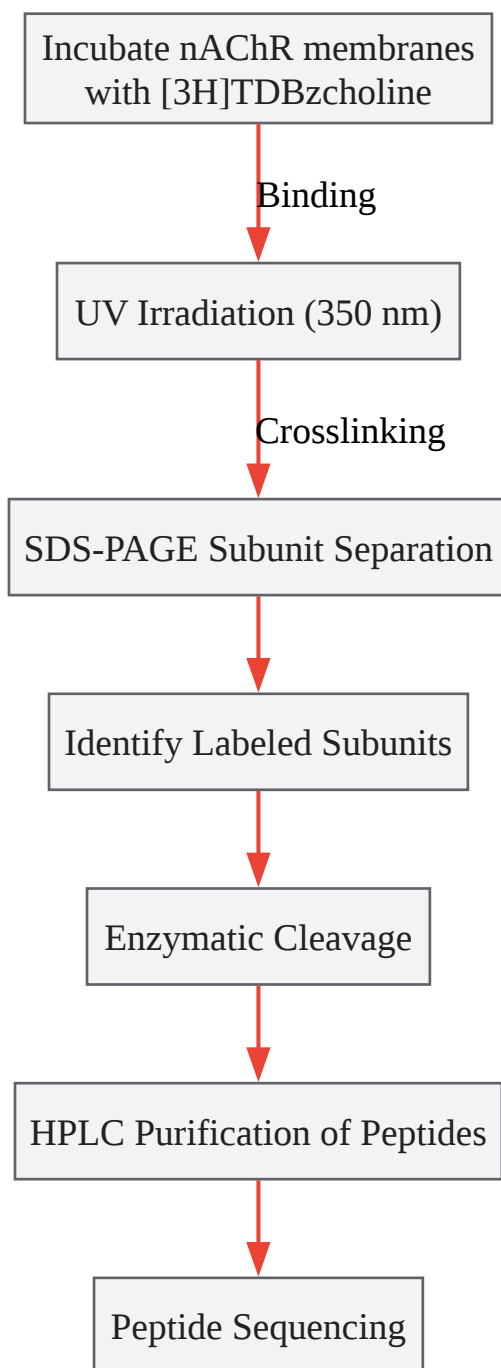 Incubate nAChR membranes
with [3H]TDBzcholine
Binding
UV Irradiation (350 nm)
Crosslinking
SDS-PAGE Subunit Separation
Identify Labeled Subunits
Enzymatic Cleavage
HPLC Purification of Peptides
Peptide Sequencing